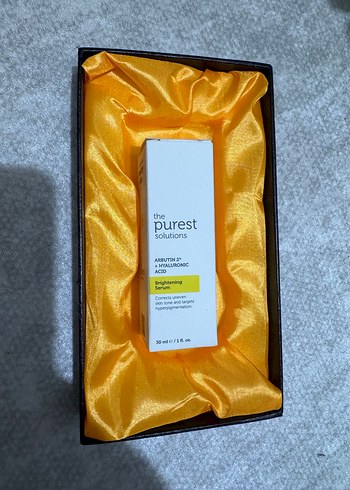 the
purest
solutions
ARBUTIN 2%
+ HYALURONIC
ACID
Brightening
Serum
Corrects uneven
skin tone and targets
hyperpigmentation
30 ml ℮ / 1 fl. oz.